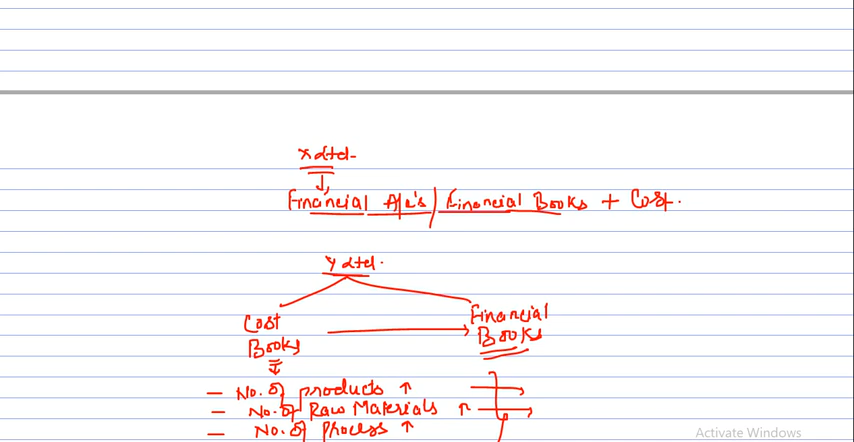 X Ltd.
Financial A/c's / Financial Books + Cost.
Y Ltd.
Cost Books → Financial Books
- No. of products ↑
- No. of Raw Materials ↑
- No. of Process ↑
Activate Windows